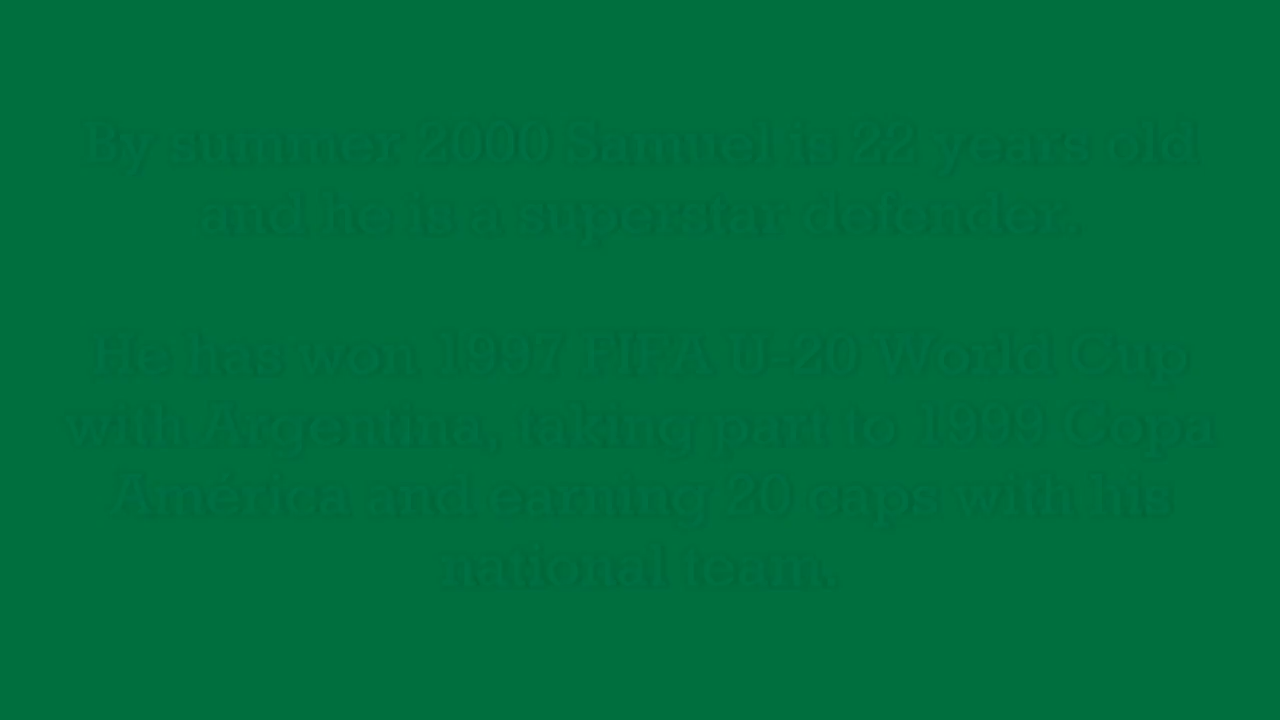 By summer 2000 Samuel is 22 years old
and he is a superstar defender.
He has won 1997 FIFA U-20 World Cup
with Argentina, taking part to 1999 Copa
América and earning 20 caps with his
national team.